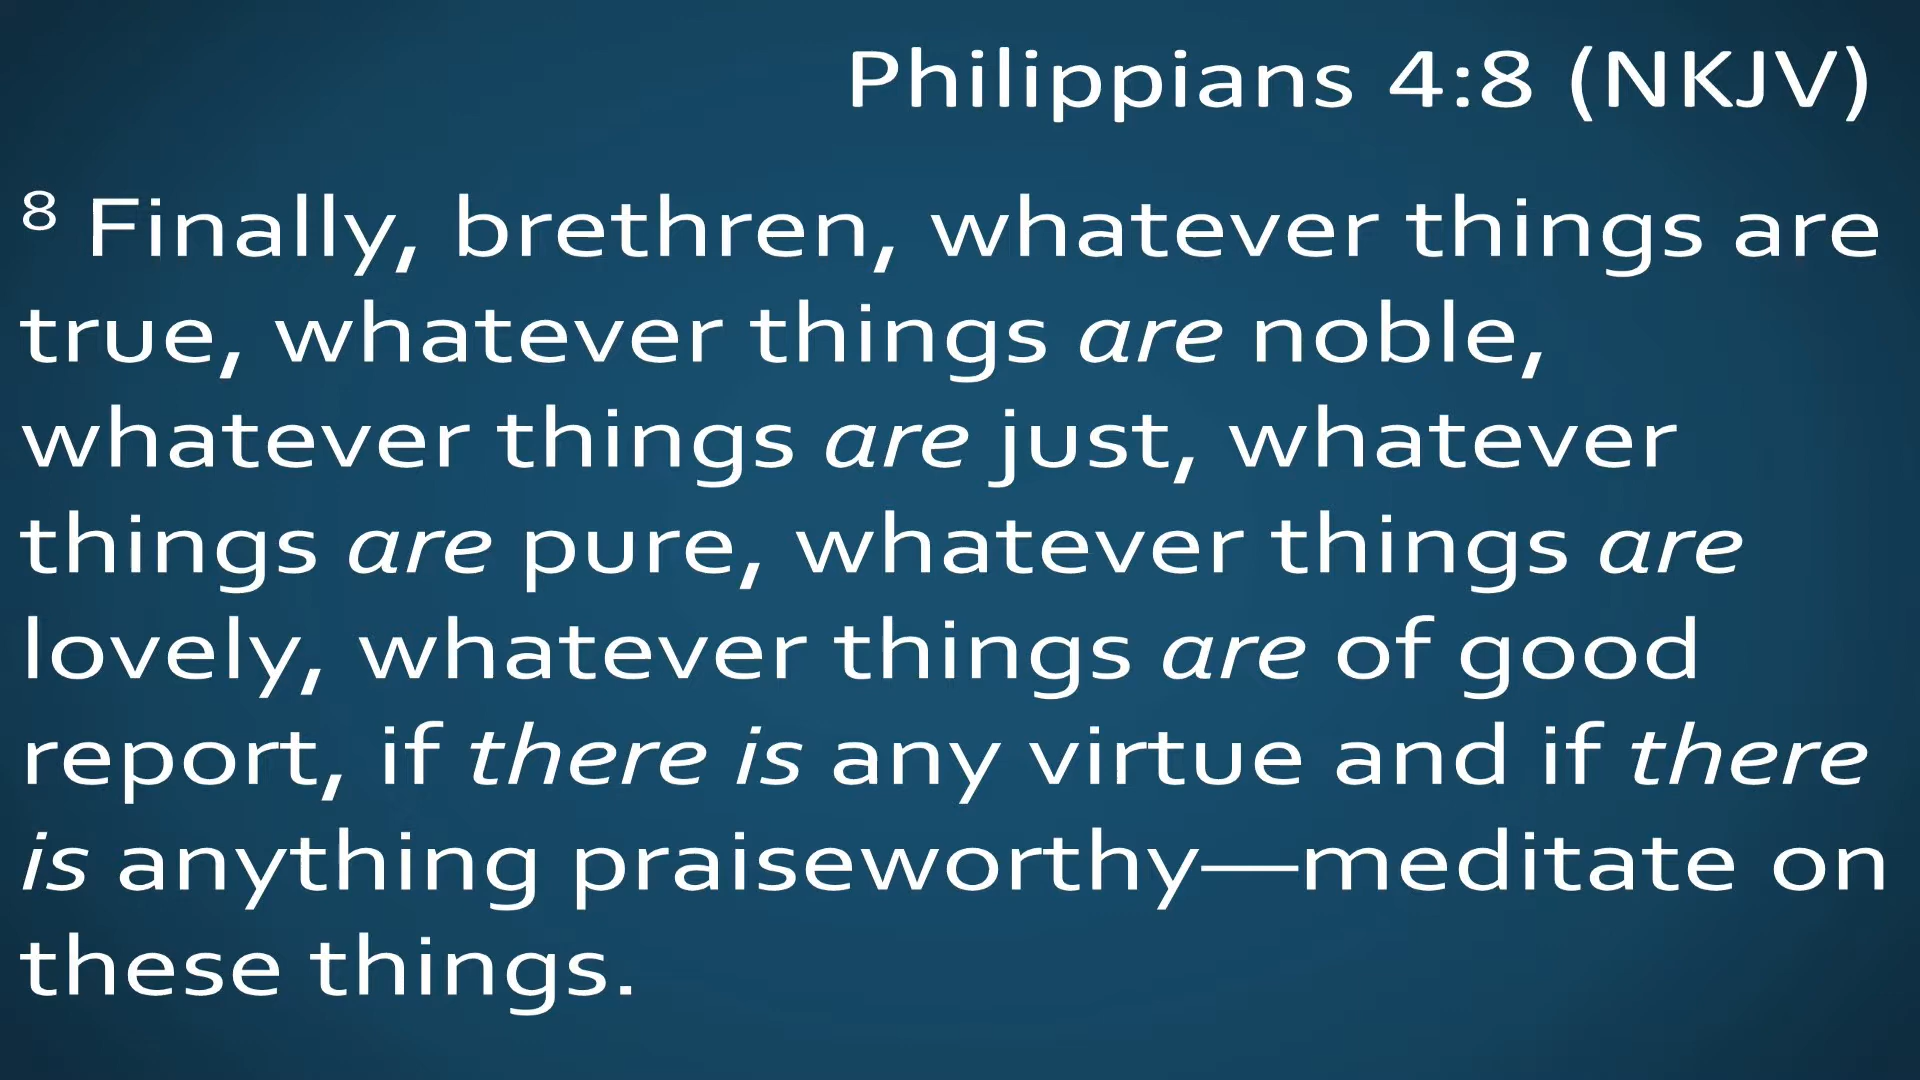 Philippians 4:8 (NKJV)
⁸ Finally, brethren, whatever things are
true, whatever things are noble,
whatever things are just, whatever
things are pure, whatever things are
lovely, whatever things are of good
report, if there is any virtue and if there
is anything praiseworthy—meditate on
these things.